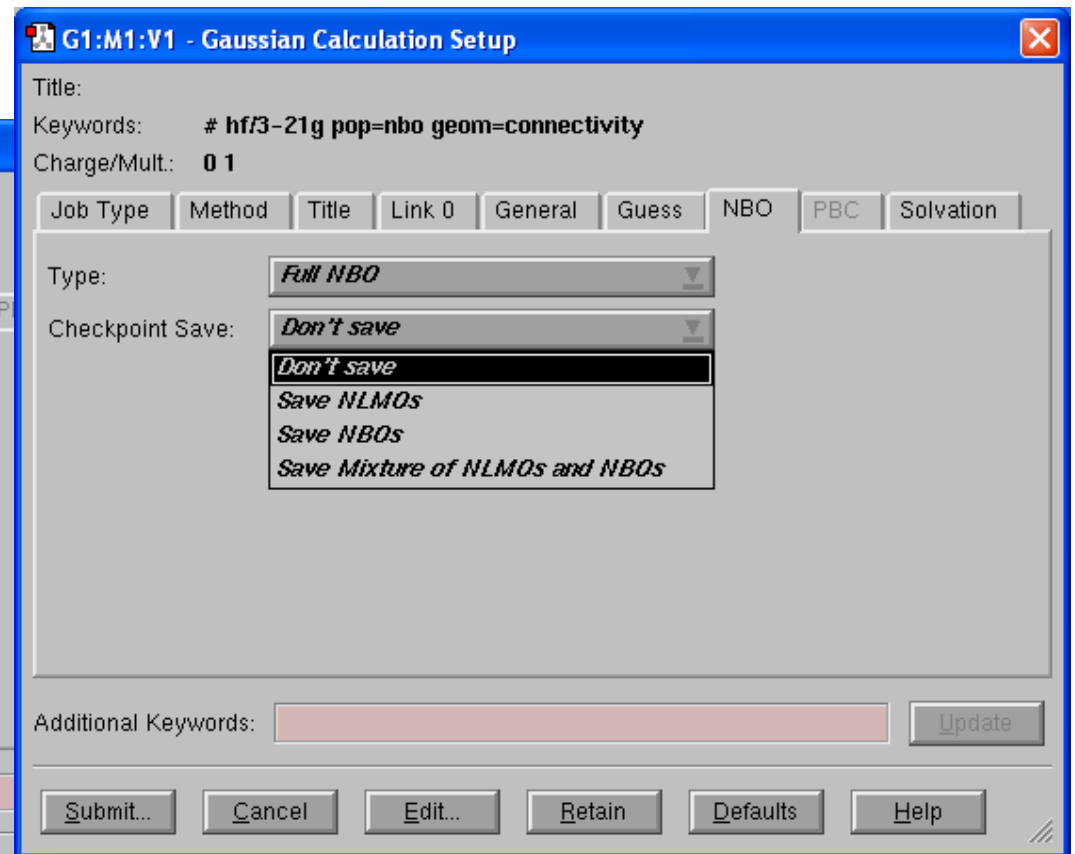 G1:M1:V1 - Gaussian Calculation Setup
Title:
Keywords: # hf/3-21g pop=nbo geom=connectivity
Charge/Mult.: 0 1
Job Type Method Title Link 0 General Guess NBO PBC Solvation
Type: Full NBO
Checkpoint Save: Don't save
Don't save
Save NLMOs
Save NBOs
Save Mixture of NLMOs and NBOs
Additional Keywords: Update
Submit... Cancel Edit... Retain Defaults Help